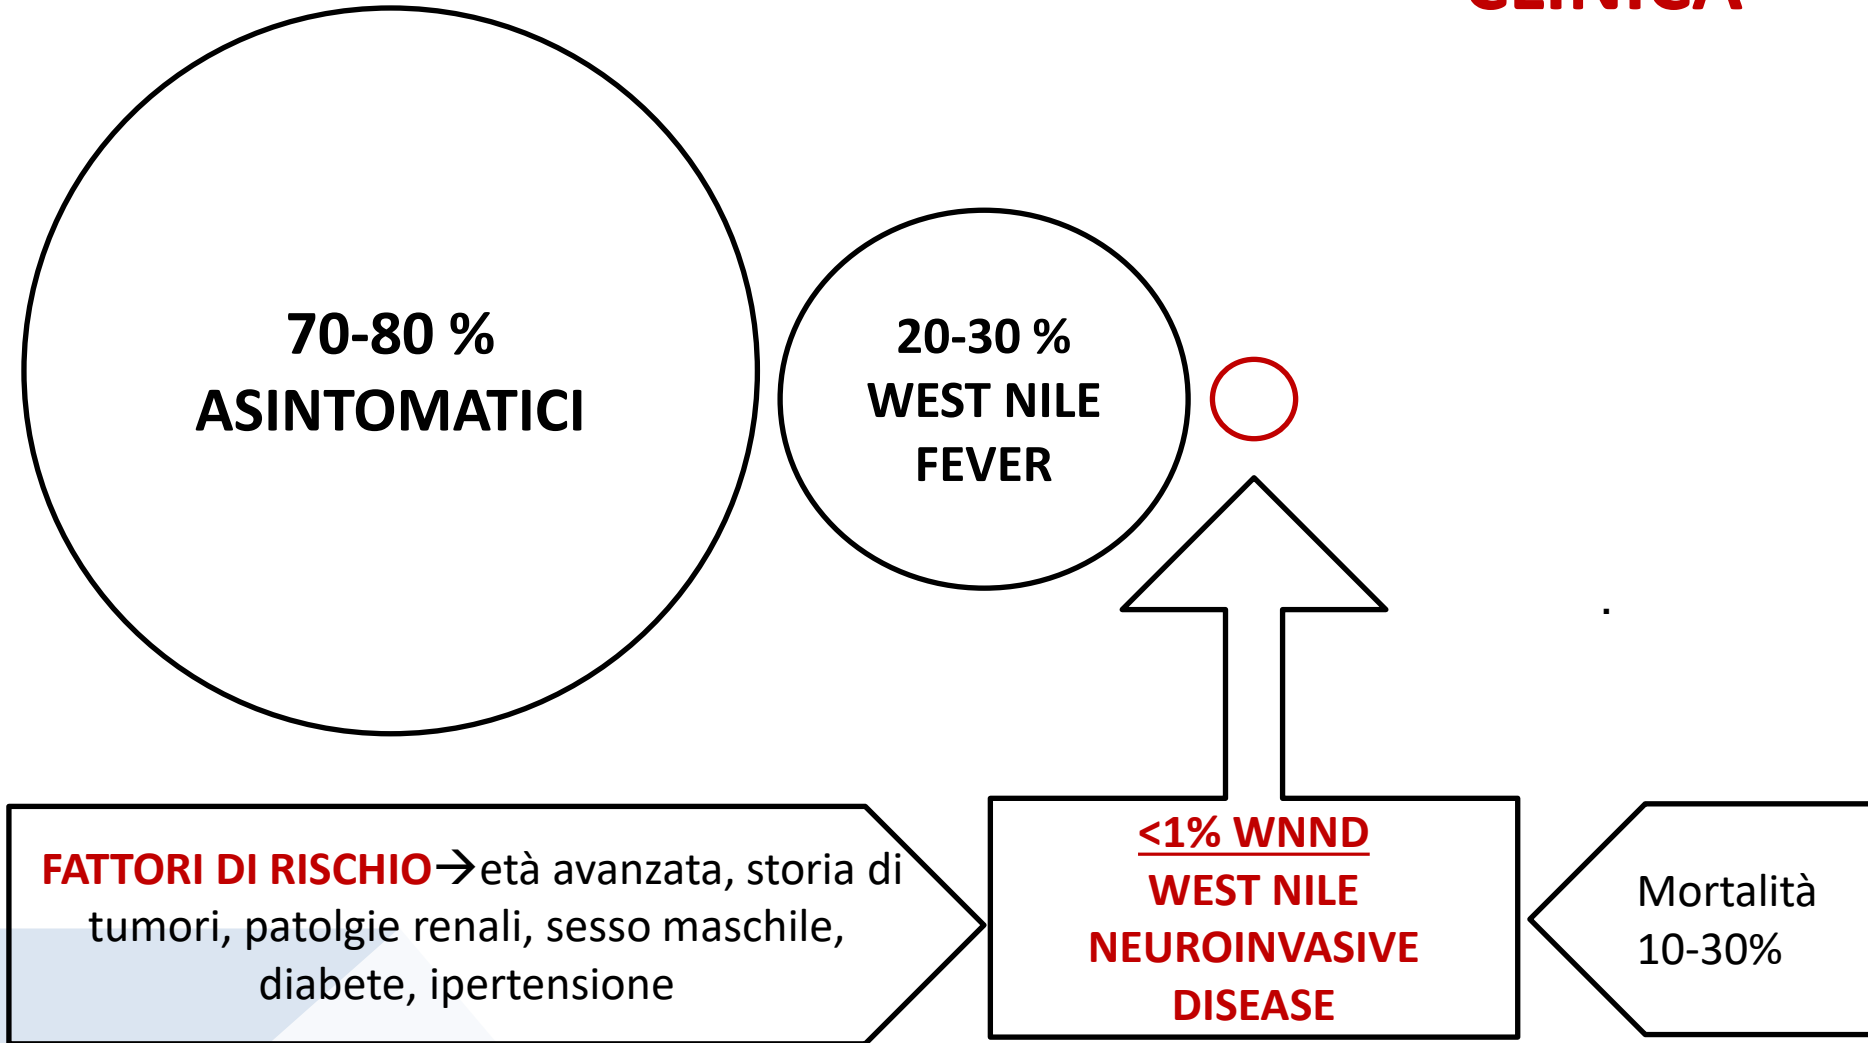 CLINICA
70-80 %
ASINTOMATICI
20-30 %
WEST NILE
FEVER
.
FATTORI DI RISCHIO→età avanzata, storia di
tumori, patolgie renali, sesso maschile,
diabete, ipertensione
<1% WNND
WEST NILE
NEUROINVASIVE
DISEASE
Mortalità
10-30%